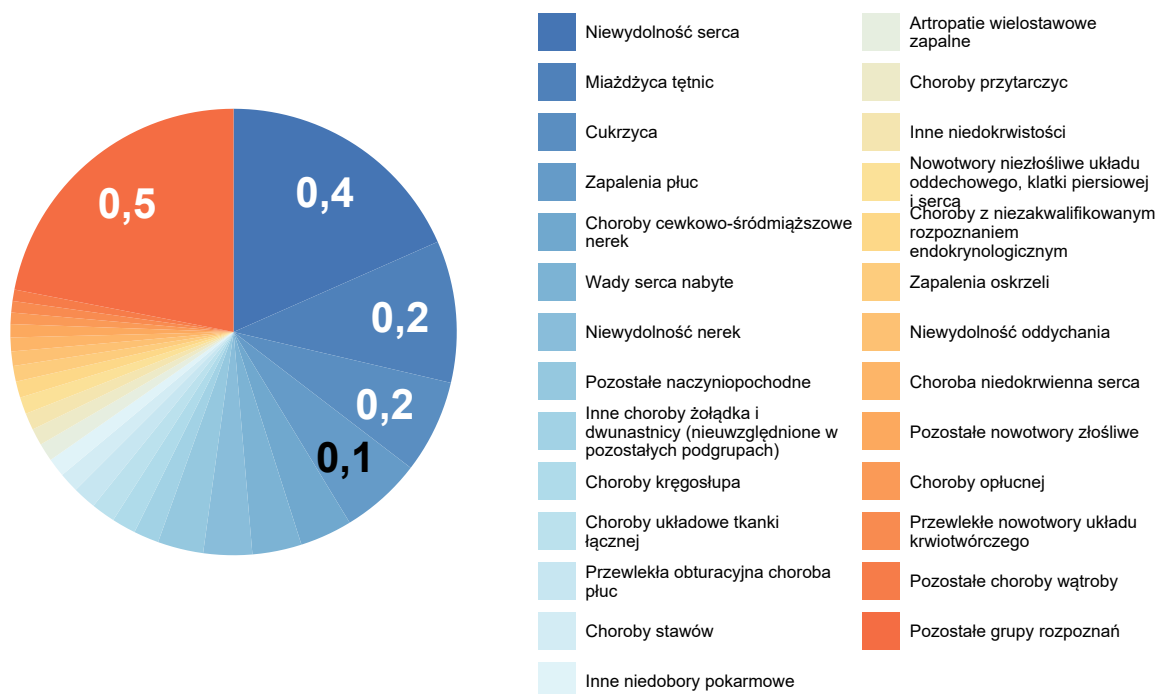 0,5
0,4
0,2
0,2
0,1
Niewydolność serca
Miażdżyca tętnic
Cukrzyca
Zapalenia płuc
Choroby cewkowo-śródmiąższowe
nerek
Wady serca nabyte
Niewydolność nerek
Pozostałe naczyniopochodne
Inne choroby żołądka i
dwunastnicy (nieuwzględnione w
pozostałych podgrupach)
Choroby kręgosłupa
Choroby układowe tkanki
łącznej
Przewlekła obturacyjna choroba
płuc
Choroby stawów
Inne niedobory pokarmowe
Artropatie wielostawowe
zapalne
Choroby przytarczyc
Inne niedokrwistości
Nowotwory niezłośliwe układu
oddechowego, klatki piersiowej
i serca
Choroby z niezakwalifikowanym
rozpoznaniem
endokrynologicznym
Zapalenia oskrzeli
Niewydolność oddychania
Choroba niedokrwienna serca
Pozostałe nowotwory złośliwe
Choroby opłucnej
Przewlekłe nowotwory układu
krwiotwórczego
Pozostałe choroby wątroby
Pozostałe grupy rozpoznań